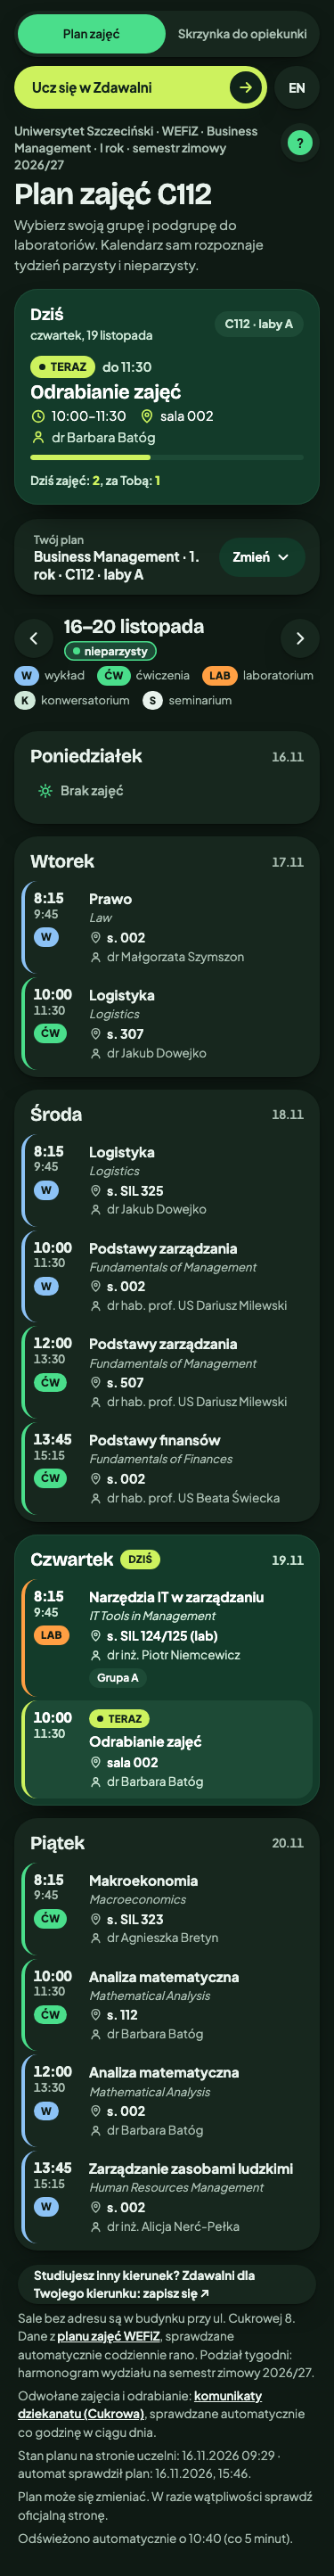 Plan zajęć
Skrzynka do opiekunki
Ucz się w Zdawalni
EN
Uniwersytet Szczeciński · WEFiZ · Business
Management · I rok · semestr zimowy
2026/27
?
Plan zajęć C112
Wybierz swoją grupę i podgrupę do
laboratoriów. Kalendarz sam rozpoznaje
tydzień parzysty i nieparzysty.
Dziś
czwartek, 19 listopada
C112 · laby A
TERAZ do 11:30
Odrabianie zajęć
10:00–11:30 sala 002
dr Barbara Batóg
Dziś zajęć: 2, za Tobą: 1
Twój plan
Business Management · 1.
rok · C112 · laby A
Zmień
16–20 listopada
nieparzysty
W wykład ĆW ćwiczenia LAB laboratorium
K konwersatorium S seminarium
Poniedziałek 16.11
Brak zajęć
Wtorek 17.11
8:15 Prawo
9:45 Law
W s. 002
dr Małgorzata Szymszon
10:00 Logistyka
11:30 Logistics
ĆW s. 307
dr Jakub Dowejko
Środa 18.11
8:15 Logistyka
9:45 Logistics
W s. SIL 325
dr Jakub Dowejko
10:00 Podstawy zarządzania
11:30 Fundamentals of Management
W s. 002
dr hab. prof. US Dariusz Milewski
12:00 Podstawy zarządzania
13:30 Fundamentals of Management
ĆW s. 507
dr hab. prof. US Dariusz Milewski
13:45 Podstawy finansów
15:15 Fundamentals of Finances
ĆW s. 002
dr hab. prof. US Beata Świecka
Czwartek DZIŚ 19.11
8:15 Narzędzia IT w zarządzaniu
9:45 IT Tools in Management
LAB s. SIL 124/125 (lab)
dr inż. Piotr Niemcewicz
Grupa A
10:00 TERAZ
11:30 Odrabianie zajęć
sala 002
dr Barbara Batóg
Piątek 20.11
8:15 Makroekonomia
9:45 Macroeconomics
ĆW s. SIL 323
dr Agnieszka Bretyn
10:00 Analiza matematyczna
11:30 Mathematical Analysis
ĆW s. 112
dr Barbara Batóg
12:00 Analiza matematyczna
13:30 Mathematical Analysis
W s. 002
dr Barbara Batóg
13:45 Zarządzanie zasobami ludzkimi
15:15 Human Resources Management
W s. 002
dr inż. Alicja Nerć-Pełka
Studiujesz inny kierunek? Zdawalni dla
Twojego kierunku: zapisz się ↗
Sale bez adresu są w budynku przy ul. Cukrowej 8.
Dane z planu zajęć WEFiZ, sprawdzane
automatycznie codziennie rano. Podział tygodni:
harmonogram wydziału na semestr zimowy 2026/27.
Odwołane zajęcia i odrabianie: komunikaty
dziekanatu (Cukrowa), sprawdzane automatycznie
co godzinę w ciągu dnia.
Stan planu na stronie uczelni: 16.11.2026 09:29 ·
automat sprawdził plan: 16.11.2026, 15:46.
Plan może się zmieniać. W razie wątpliwości sprawdź
oficjalną stronę.
Odświeżono automatycznie o 10:40 (co 5 minut).